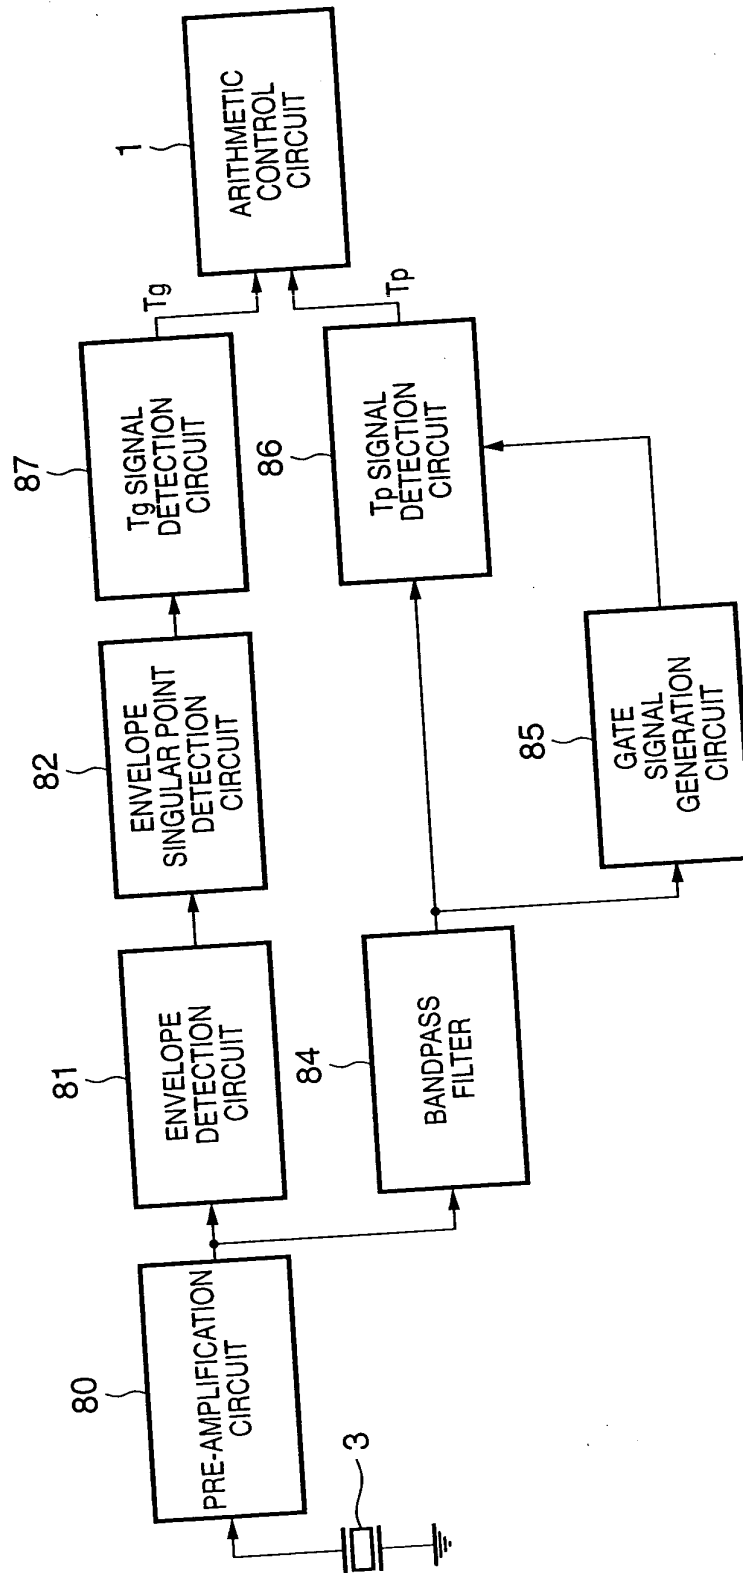 3
80
PRE-AMPLIFICATION
CIRCUIT
81
ENVELOPE
DETECTION
CIRCUIT
82
ENVELOPE
SINGULAR POINT
DETECTION
CIRCUIT
87
Tg SIGNAL
DETECTION
CIRCUIT
Tg
1
ARITHMETIC
CONTROL
CIRCUIT
84
BANDPASS
FILTER
85
GATE
SIGNAL
GENERATION
CIRCUIT
86
Tp SIGNAL
DETECTION
CIRCUIT
Tp